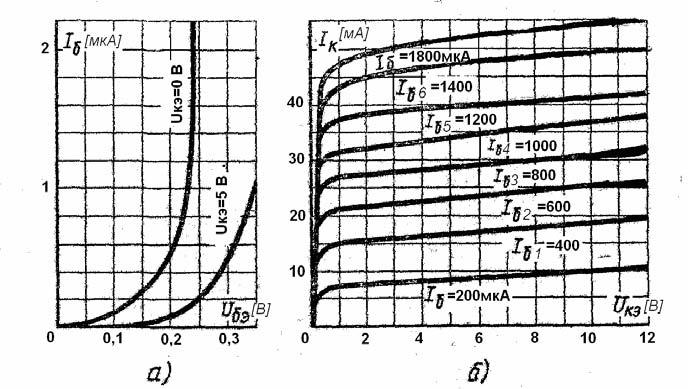 Iб [мкА]
2
1
0
0,1
0,2
0,3
Uкэ=0 В
Uкэ=5 В.
Uбэ[В]
а)
Iк[мА]
40
30
20
10
0
2
4
6
8
10
12
Iб=1800мкА
Iб6=1400
Iб5=1200
Iб4=1000
Iб3=800
Iб2=600
Iб1=400
Iб=200мкА
Uкэ[В]
б)